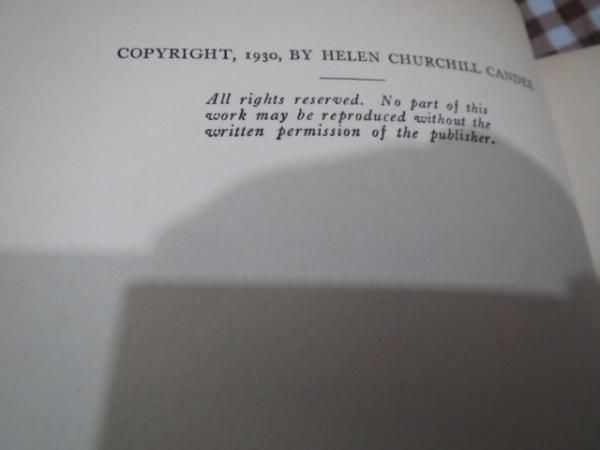 COPYRIGHT, 1930, BY HELEN CHURCHILL CANDEE
All rights reserved. No part of this
work may be reproduced without the
written permission of the publisher.